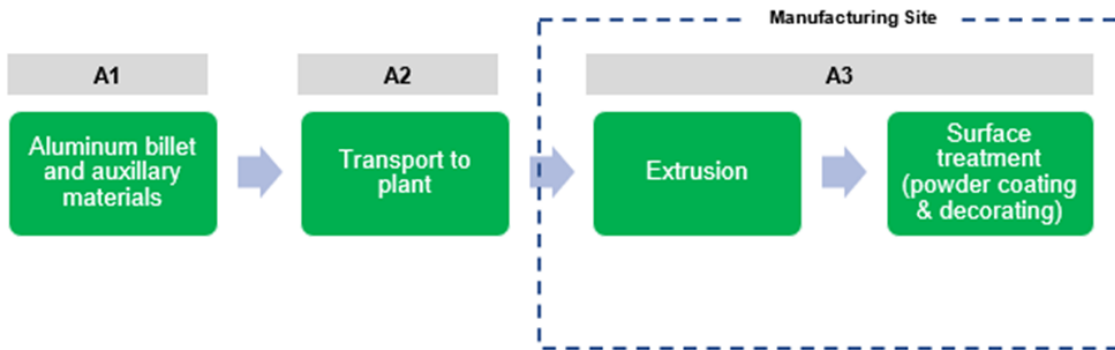 Manufacturing Site
A1
A2
A3
Aluminum billet
and auxillary
materials
Transport to
plant
Extrusion
Surface
treatment
(powder coating
& decorating)